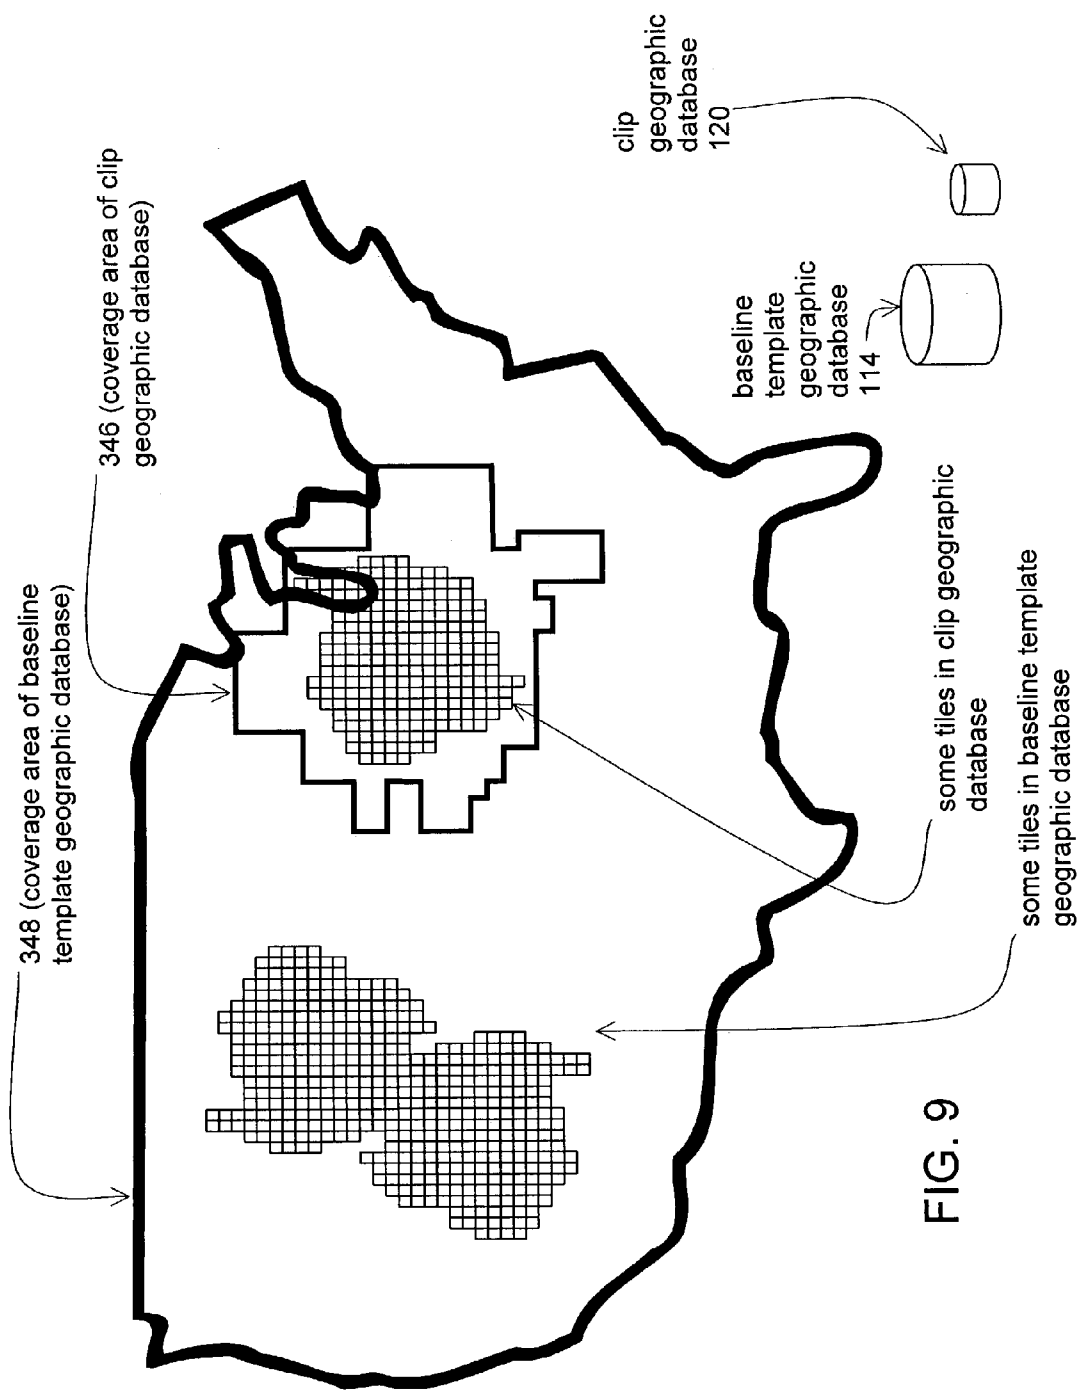 348 (coverage area of baseline
template geographic database)
346 (coverage area of clip
geographic database)
clip
geographic
database
120
baseline
template
geographic
database
114
some tiles in clip geographic
database
some tiles in baseline template
geographic database
FIG. 9